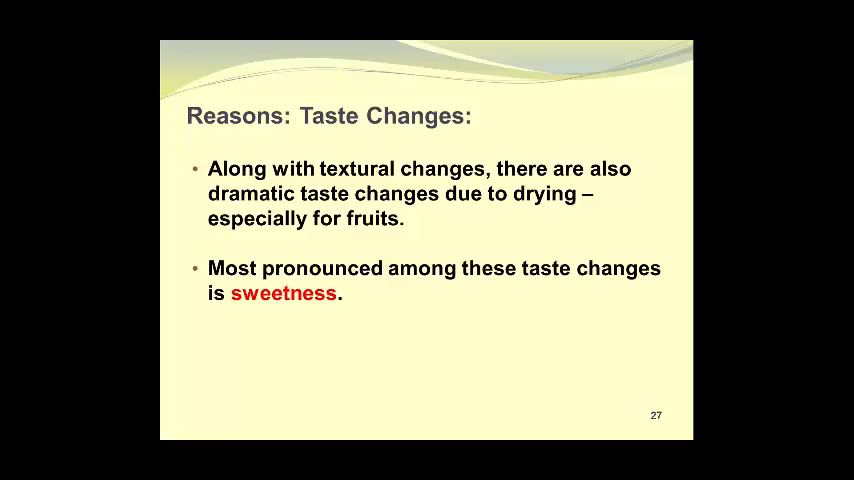 Reasons: Taste Changes:
• Along with textural changes, there are also
dramatic taste changes due to drying –
especially for fruits.
• Most pronounced among these taste changes
is sweetness.
27